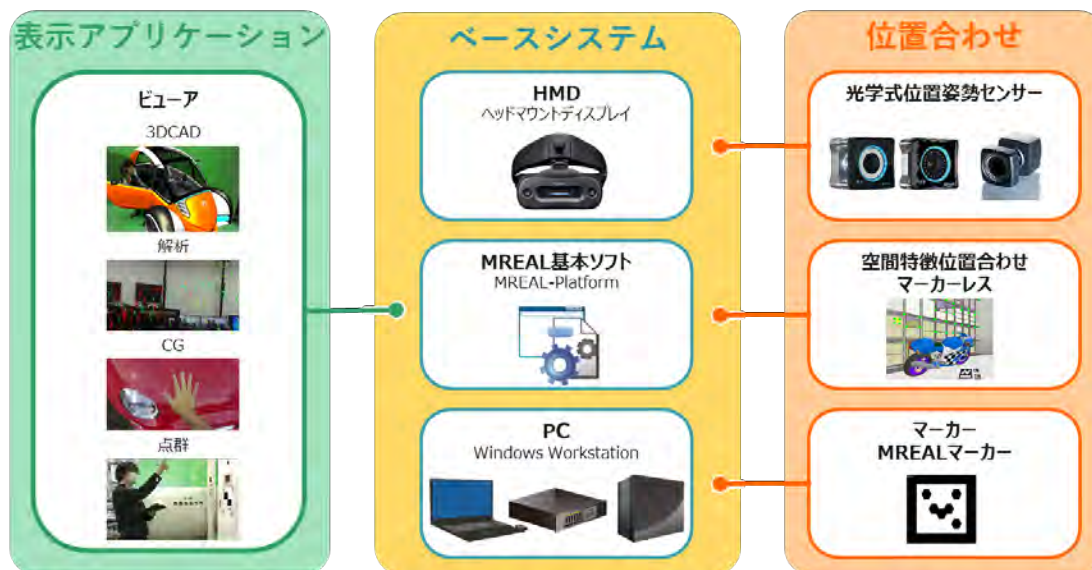 表示アプリケーション
ビューア
3DCAD
解析
CG
点群
ベースシステム
HMD
ヘッドマウントディスプレイ
MREAL基本ソフト
MREAL-Platform
PC
Windows Workstation
位置合わせ
光学式位置姿勢センサー
空間特徴位置合わせ
マーカーレス
マーカー
MREALマーカー